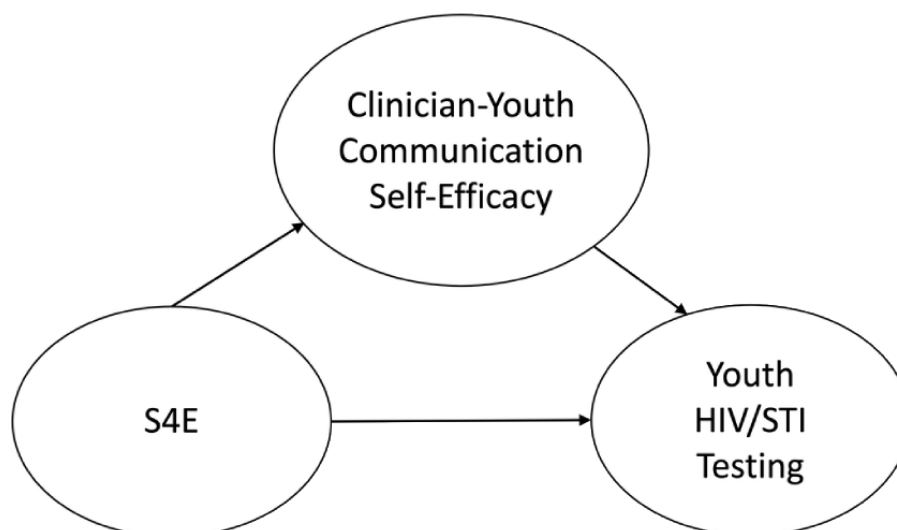 Clinician-Youth
Communication
Self-Efficacy
S4E
Youth
HIV/STI
Testing